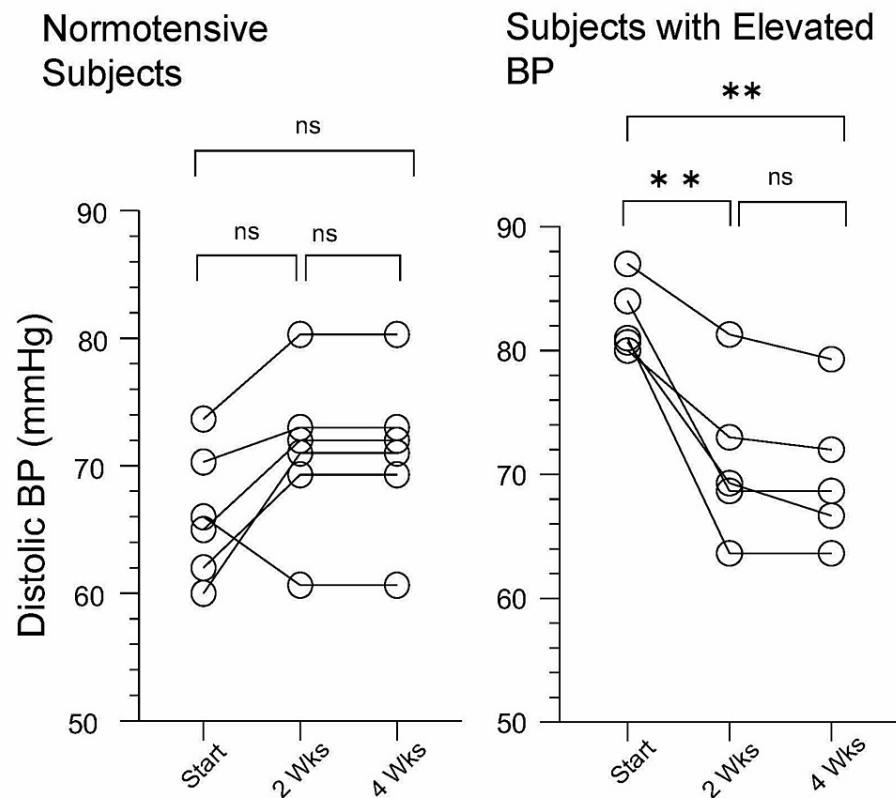 Normotensive
Subjects
ns
ns
ns
90
80
70
60
50
Distolic BP (mmHg)
Start
2 Wks
4 Wks
Subjects with Elevated
BP
**
* *
ns
90
80
70
60
50
Start
2 Wks
4 Wks